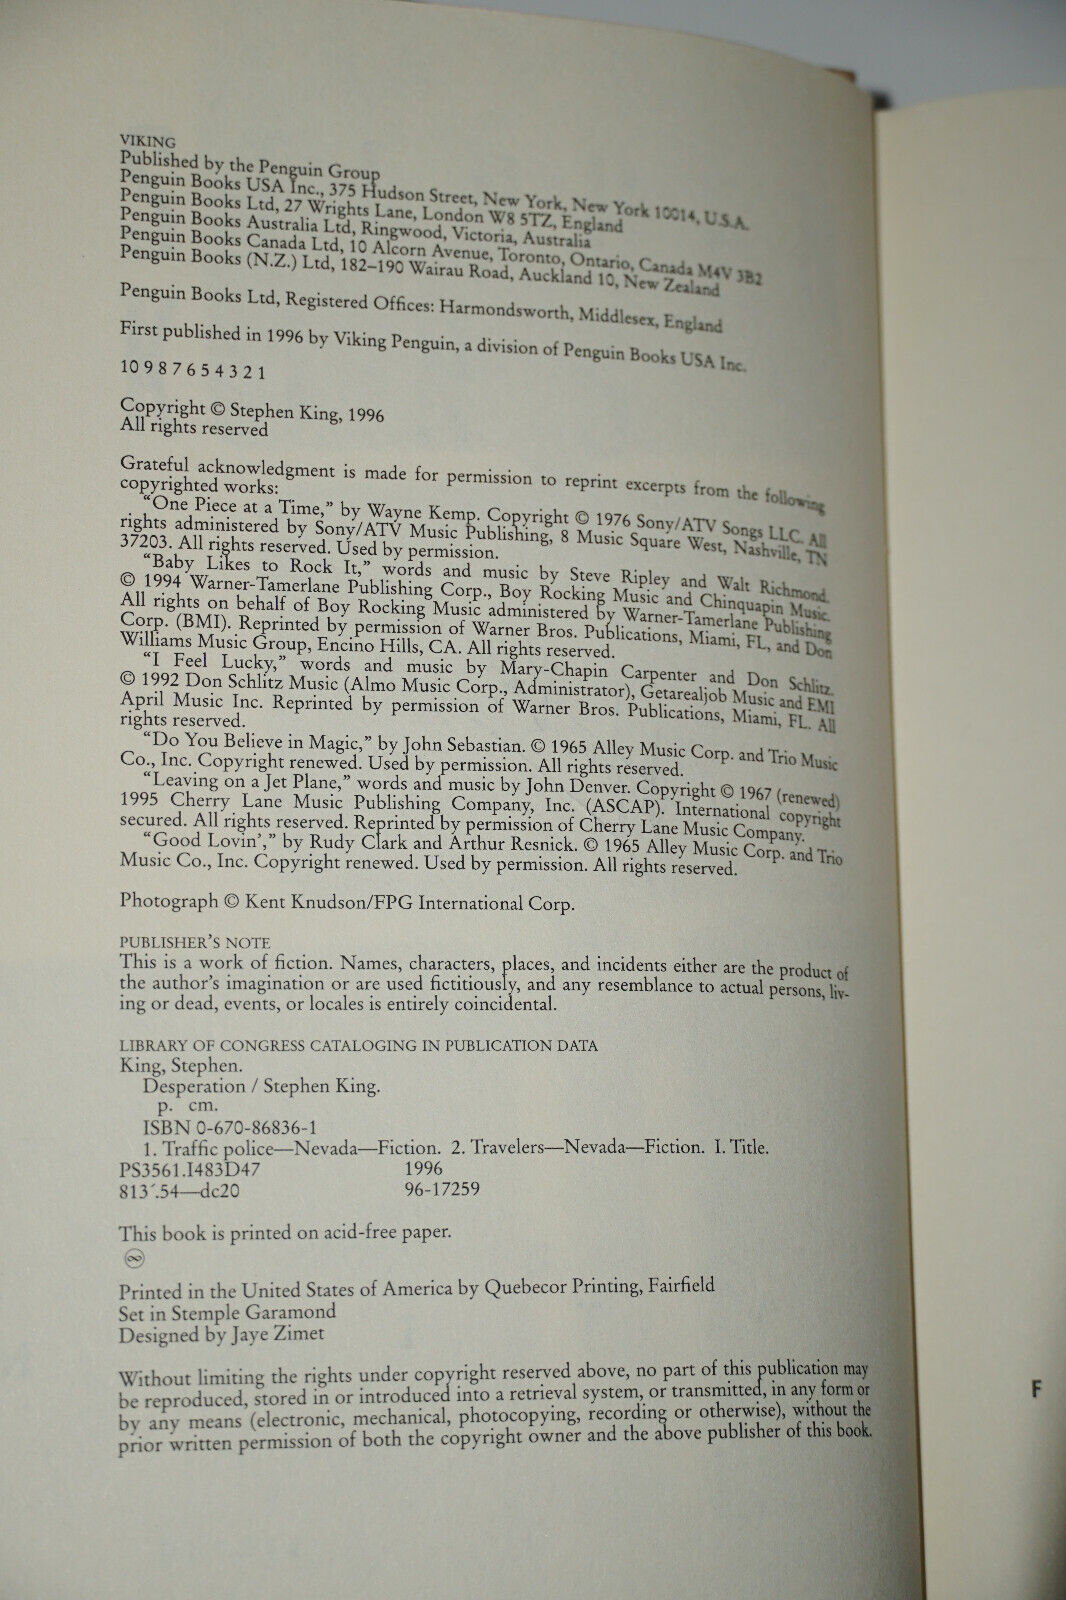 VIKING
Published by the Penguin Group
Penguin Books USA Inc., 375 Hudson Street, New York, New York 10014, U.S.A.
Penguin Books Ltd, 27 Wrights Lane, London W8 5TZ, England
Penguin Books Australia Ltd, Ringwood, Victoria, Australia
Penguin Books Canada Ltd, 10 Alcorn Avenue, Toronto, Ontario, Canada M4V 3B2
Penguin Books (N.Z.) Ltd, 182–190 Wairau Road, Auckland 10, New Zealand
Penguin Books Ltd, Registered Offices: Harmondsworth, Middlesex, England
First published in 1996 by Viking Penguin, a division of Penguin Books USA Inc.
10 9 8 7 6 5 4 3 2 1
Copyright © Stephen King, 1996
All rights reserved
Grateful acknowledgment is made for permission to reprint excerpts from the following
copyrighted works:
“One Piece at a Time,” by Wayne Kemp. Copyright © 1976 Sony/ATV Songs LLC. All
rights administered by Sony/ATV Music Publishing, 8 Music Square West, Nashville, TN
37203. All rights reserved. Used by permission.
“Baby Likes to Rock It,” words and music by Steve Ripley and Walt Richmond.
© 1994 Warner-Tamerlane Publishing Corp., Boy Rocking Music and Chinquapin Music.
All rights on behalf of Boy Rocking Music administered by Warner-Tamerlane Publishing
Corp. (BMI). Reprinted by permission of Warner Bros. Publications, Miami, FL, and Don
Williams Music Group, Encino Hills, CA. All rights reserved.
“I Feel Lucky,” words and music by Mary-Chapin Carpenter and Don Schlitz.
© 1992 Don Schlitz Music (Almo Music Corp., Administrator), Getarealjob Music and EMI
April Music Inc. Reprinted by permission of Warner Bros. Publications, Miami, FL. All
rights reserved.
“Do You Believe in Magic,” by John Sebastian. © 1965 Alley Music Corp. and Trio Music
Co., Inc. Copyright renewed. Used by permission. All rights reserved.
“Leaving on a Jet Plane,” words and music by John Denver. Copyright © 1967 (renewed)
1995 Cherry Lane Music Publishing Company, Inc. (ASCAP). International copyright
secured. All rights reserved. Reprinted by permission of Cherry Lane Music Company.
“Good Lovin’,” by Rudy Clark and Arthur Resnick. © 1965 Alley Music Corp. and Trio
Music Co., Inc. Copyright renewed. Used by permission. All rights reserved.
Photograph © Kent Knudson/FPG International Corp.
PUBLISHER’S NOTE
This is a work of fiction. Names, characters, places, and incidents either are the product of
the author’s imagination or are used fictitiously, and any resemblance to actual persons, liv-
ing or dead, events, or locales is entirely coincidental.
LIBRARY OF CONGRESS CATALOGING IN PUBLICATION DATA
King, Stephen.
Desperation / Stephen King.
p. cm.
ISBN 0-670-86836-1
1. Traffic police—Nevada—Fiction. 2. Travelers—Nevada—Fiction. I. Title.
PS3561.I483D47 1996
813´.54—dc20 96-17259
This book is printed on acid-free paper.
∞
Printed in the United States of America by Quebecor Printing, Fairfield
Set in Stemple Garamond
Designed by Jaye Zimet
Without limiting the rights under copyright reserved above, no part of this publication may
be reproduced, stored in or introduced into a retrieval system, or transmitted, in any form or
by any means (electronic, mechanical, photocopying, recording or otherwise), without the
prior written permission of both the copyright owner and the above publisher of this book.
F